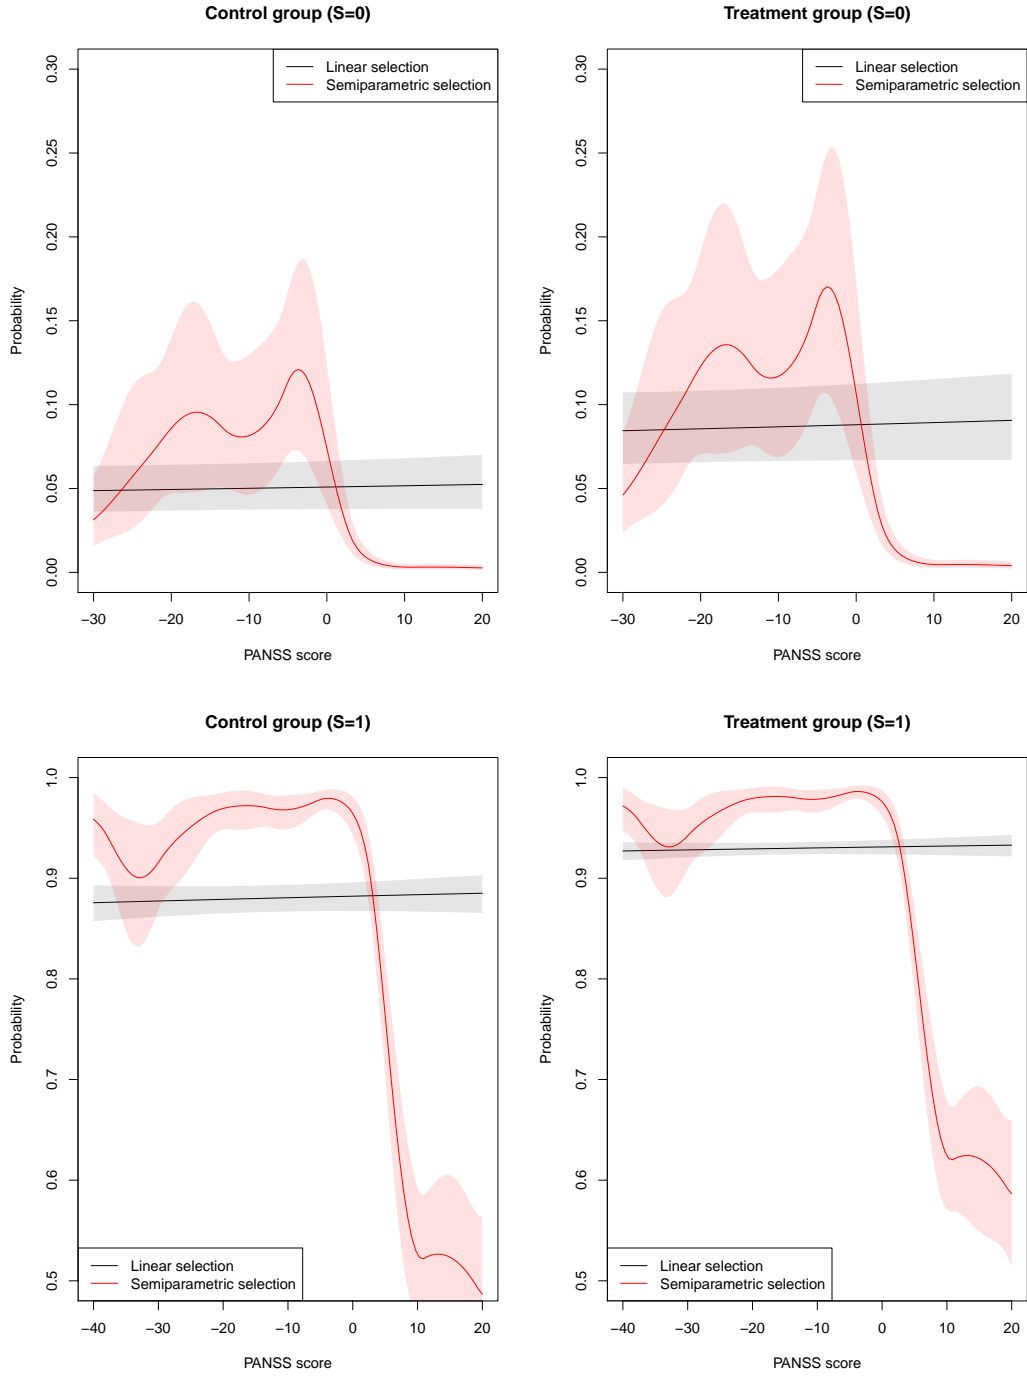 Control group (S=0)
Linear selection
Semiparametric selection
Probability
0.30
0.25
0.20
0.15
0.10
0.05
0.00
−30 −20 −10 0 10 20
PANSS score
Treatment group (S=0)
Linear selection
Semiparametric selection
Probability
0.30
0.25
0.20
0.15
0.10
0.05
0.00
−30 −20 −10 0 10 20
PANSS score
Control group (S=1)
Probability
1.0
0.9
0.8
0.7
0.6
0.5
Linear selection
Semiparametric selection
−40 −30 −20 −10 0 10 20
PANSS score
Treatment group (S=1)
Probability
1.0
0.9
0.8
0.7
0.6
0.5
Linear selection
Semiparametric selection
−40 −30 −20 −10 0 10 20
PANSS score